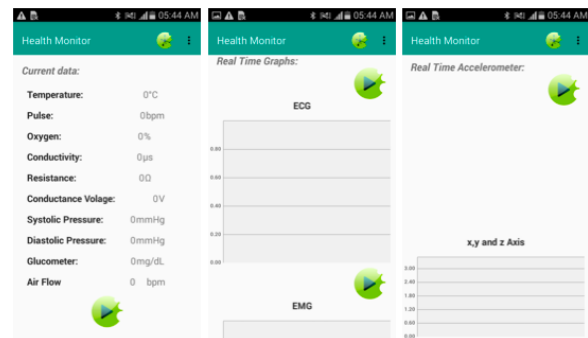 05:44 AM
Health Monitor
Current data:
Temperature: 0°C
Pulse: 0bpm
Oxygen: 0%
Conductivity: 0µs
Resistance: 0Ω
Conductance Volage: 0V
Systolic Pressure: 0mmHg
Diastolic Pressure: 0mmHg
Glucometer: 0mg/dL
Air Flow 0 bpm
05:44 AM
Health Monitor
Real Time Graphs:
ECG
0.80
0.60
0.40
0.20
0.00
EMG
05:44 AM
Health Monitor
Real Time Accelerometer:
x,y and z Axis
3.00
2.40
1.80
1.20
0.60
0.00